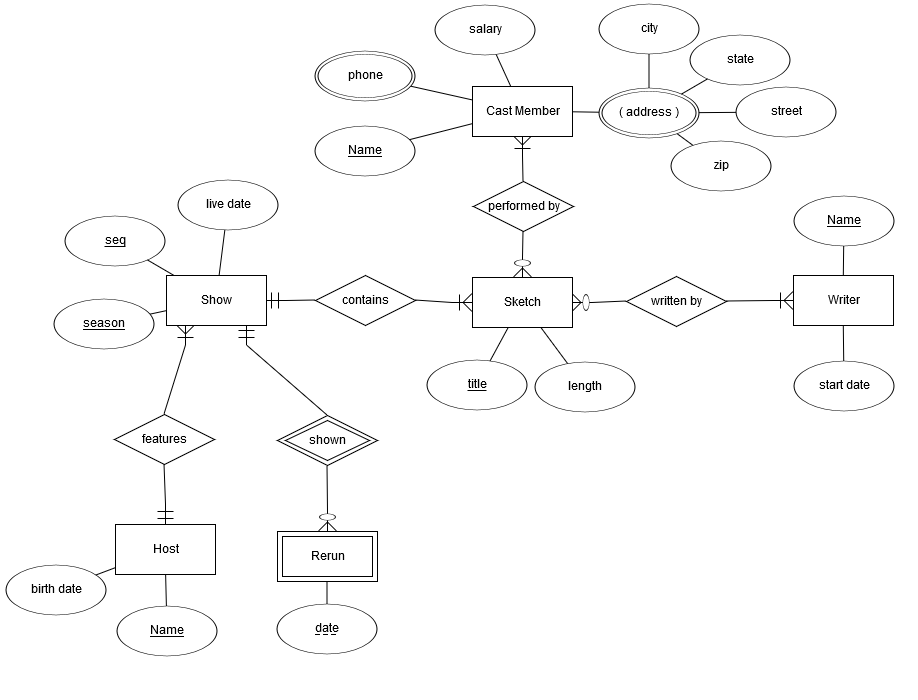 salary
city
phone
state
Cast Member
( address )
street
Name
zip
live date
performed by
Name
seq
Show
contains
Sketch
written by
Writer
season
title
length
start date
features
shown
Host
Rerun
birth date
Name
date